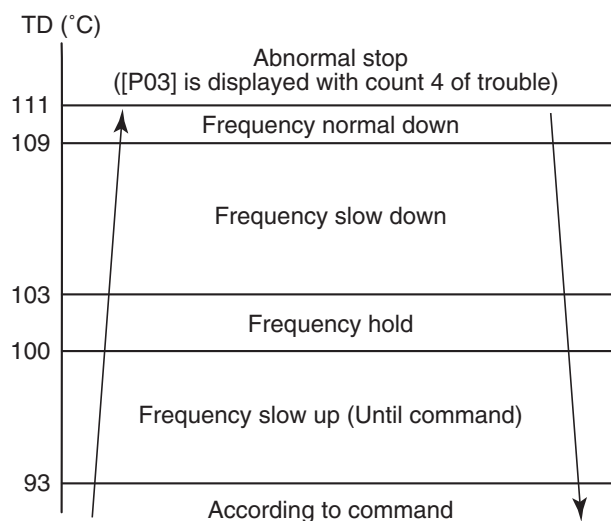 TD (˚C)
Abnormal stop
([P03] is displayed with count 4 of trouble)
111
Frequency normal down
109
Frequency slow down
103
Frequency hold
100
Frequency slow up (Until command)
93
According to command